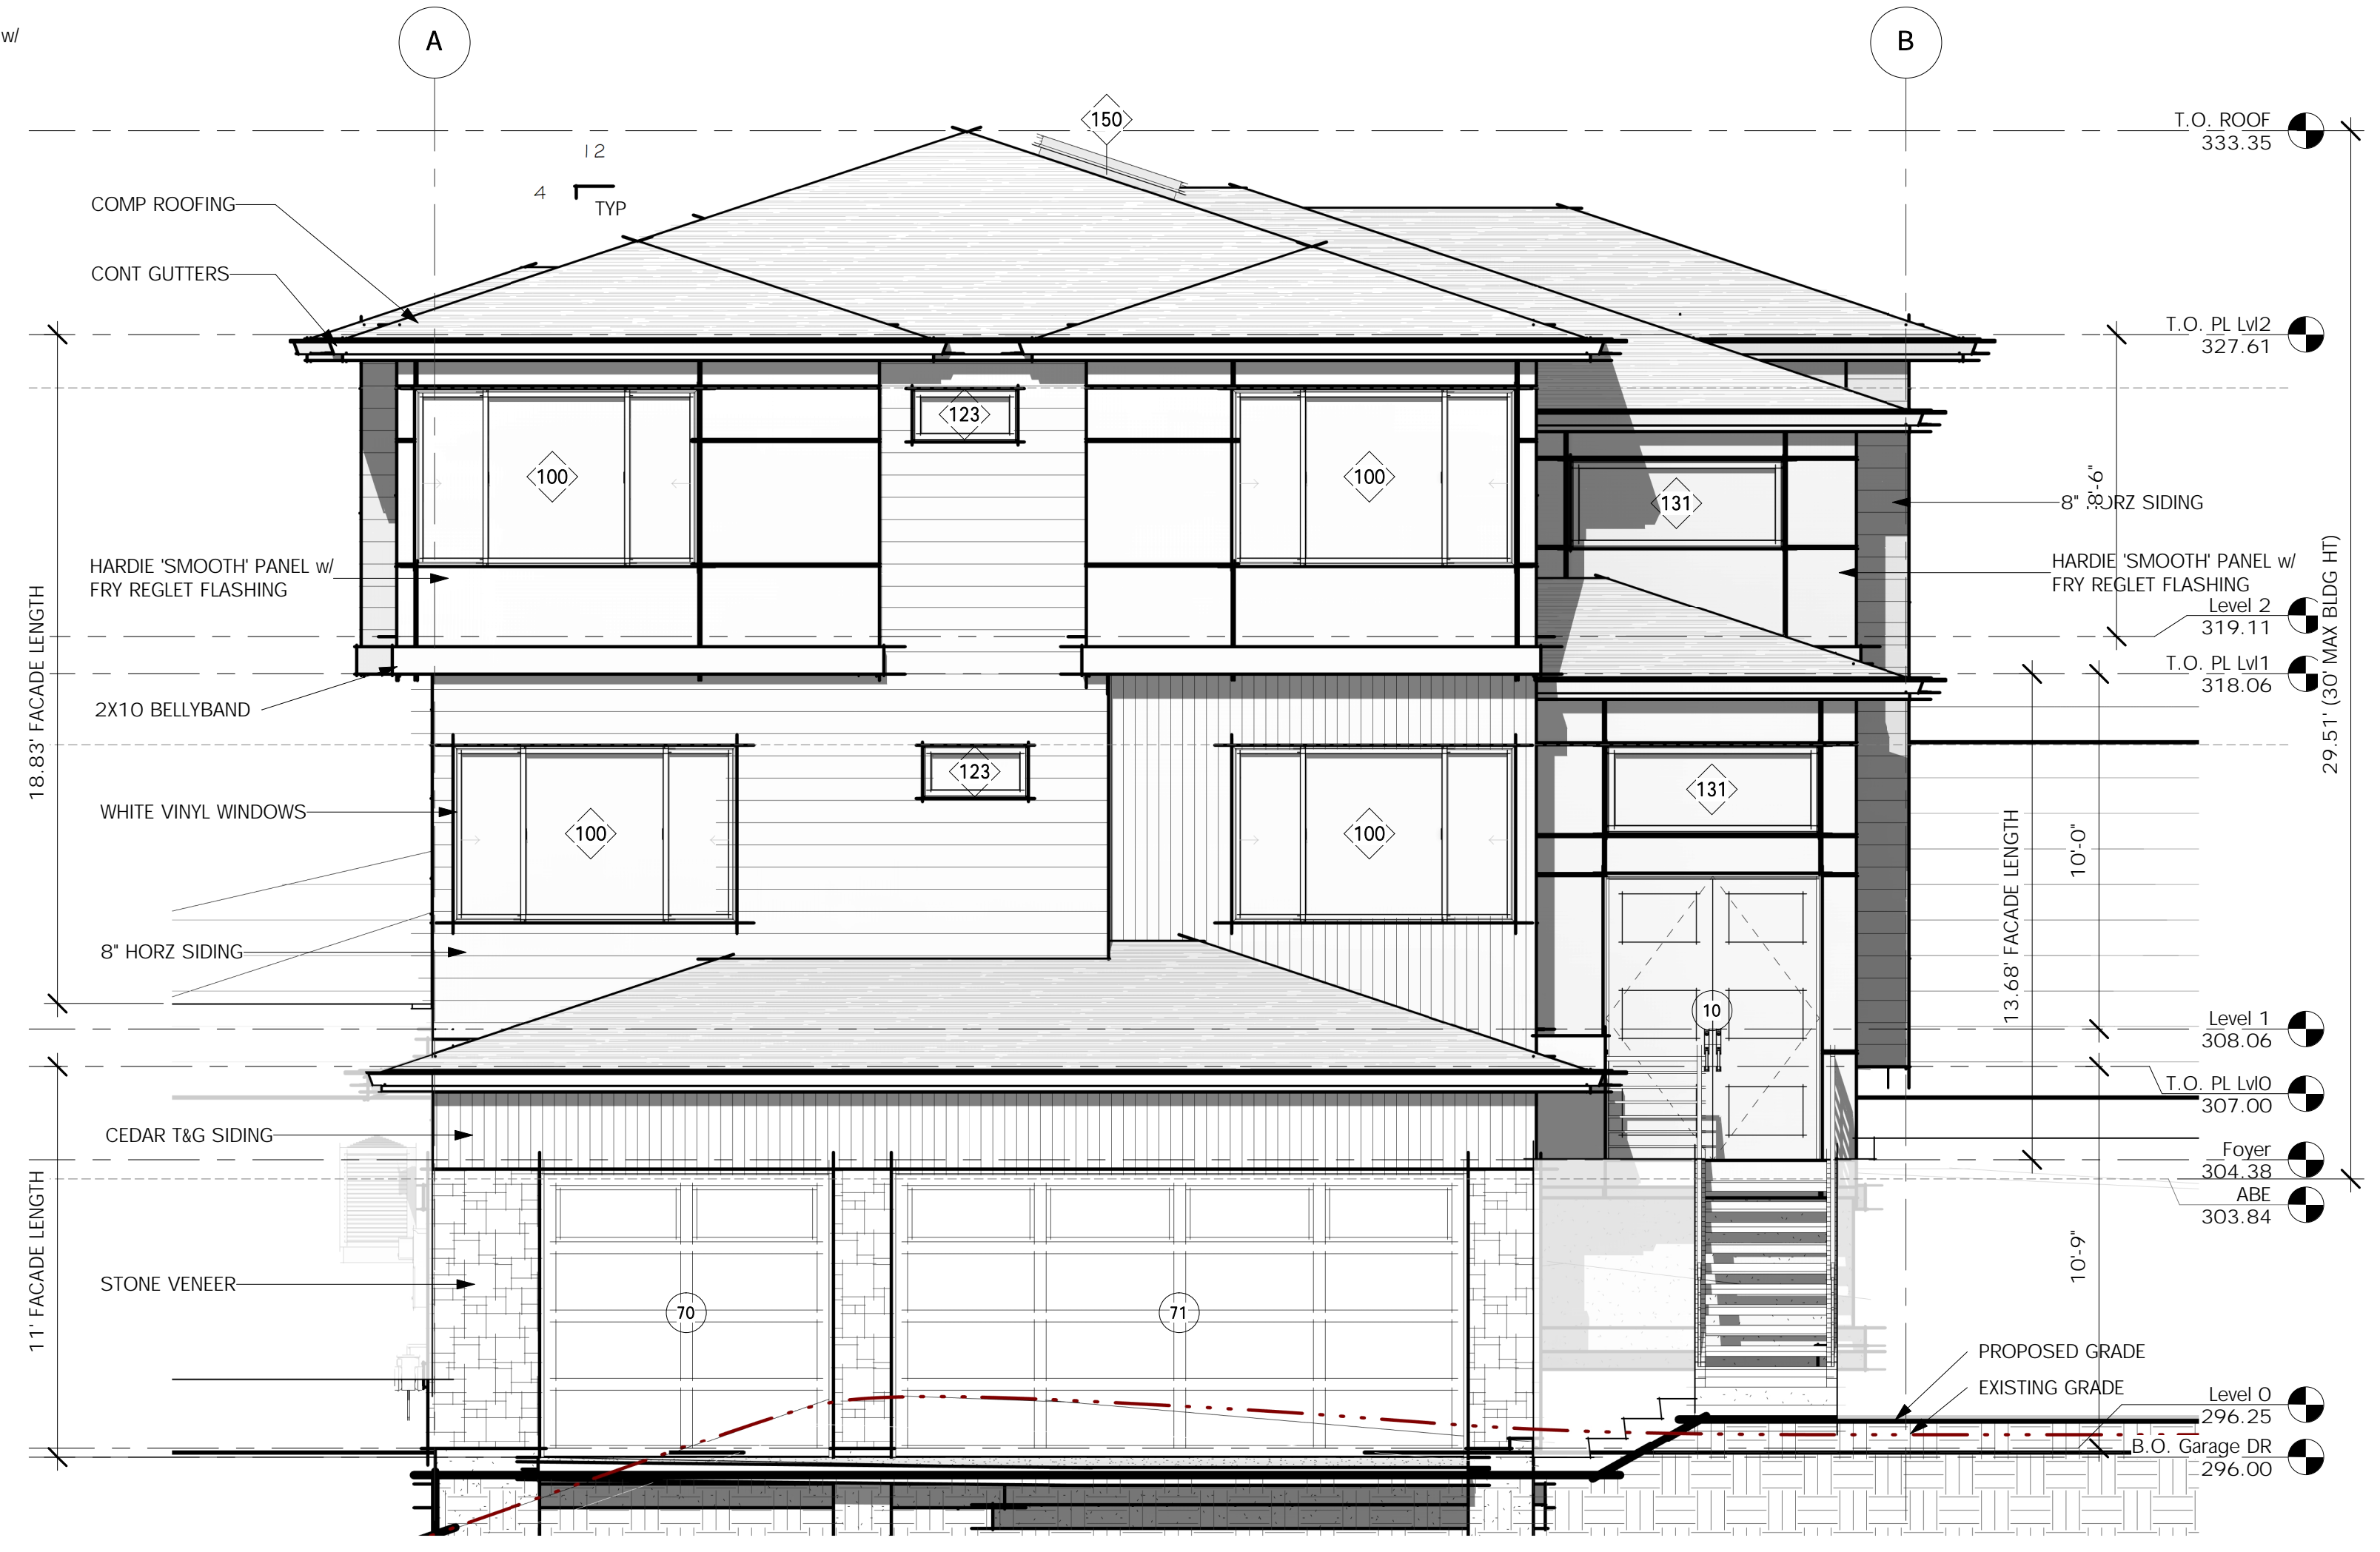 w/
A
B
150
T.O. ROOF
333.35
12
4
TYP
COMP ROOFING
CONT GUTTERS
T.O. PL Lvl2
327.61
123
100
100
131
8'-6"
8" HORZ SIDING
HARDIE 'SMOOTH' PANEL w/
FRY REGLET FLASHING
HARDIE 'SMOOTH' PANEL w/
FRY REGLET FLASHING
Level 2
319.11
18.83' FACADE LENGTH
29.51' (30' MAX BLDG HT)
T.O. PL Lvl1
318.06
2X10 BELLYBAND
123
131
WHITE VINYL WINDOWS
100
100
13.68' FACADE LENGTH
10'-0"
8" HORZ SIDING
10
Level 1
308.06
T.O. PL Lvl0
307.00
CEDAR T&G SIDING
Foyer
304.38
ABE
303.84
11' FACADE LENGTH
10'-9"
STONE VENEER
70
71
PROPOSED GRADE
EXISTING GRADE
Level 0
296.25
B.O. Garage DR
296.00